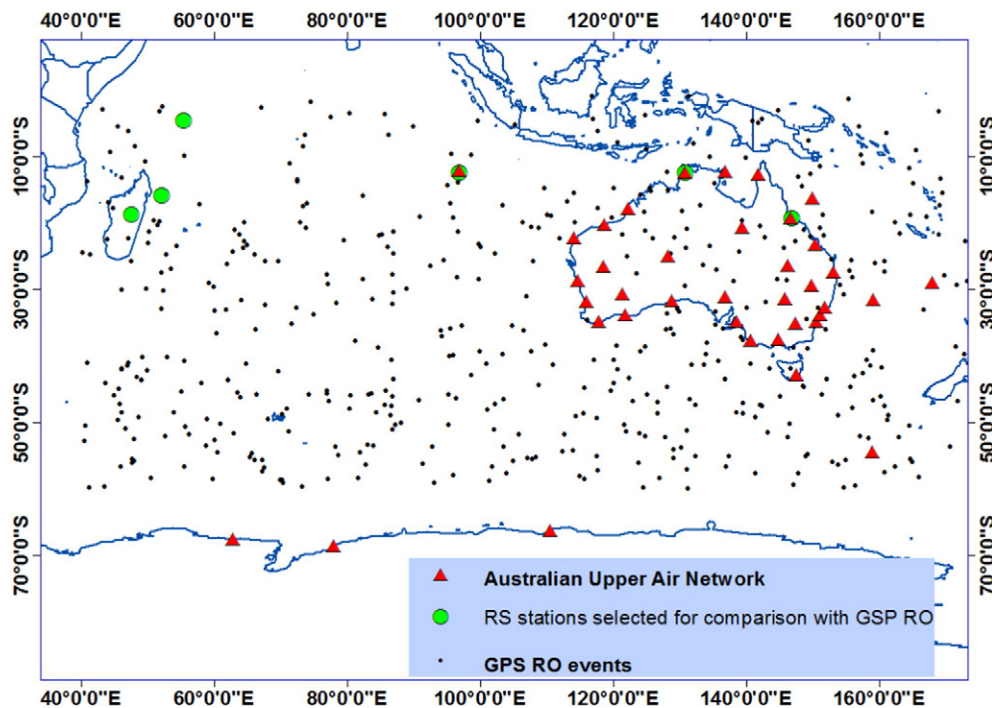 40°0'0"E 60°0'0"E 80°0'0"E 100°0'0"E 120°0'0"E 140°0'0"E 160°0'0"E
10°0'0"S 10°0'0"S
30°0'0"S 30°0'0"S
50°0'0"S 50°0'0"S
70°0'0"S 70°0'0"S
Australian Upper Air Network
RS stations selected for comparison with GSP RO
GPS RO events
40°0'0"E 60°0'0"E 80°0'0"E 100°0'0"E 120°0'0"E 140°0'0"E 160°0'0"E